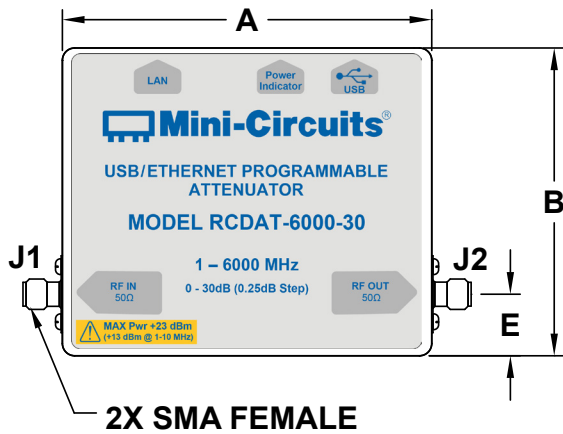 A
LAN
Power
Indicator
USB
Mini-Circuits®
USB/ETHERNET PROGRAMMABLE
ATTENUATOR
MODEL RCDAT-6000-30
B
J1
J2
1 – 6000 MHz
RF IN
50Ω
0 - 30dB (0.25dB Step)
RF OUT
50Ω
E
MAX Pwr +23 dBm
(+13 dBm @ 1-10 MHz)
2X SMA FEMALE